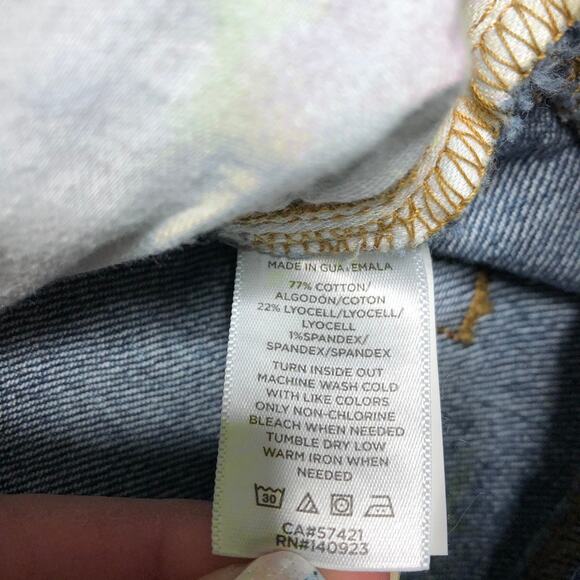 MADE IN GUATEMALA
77% COTTON/
ALGODÓN/COTON
22% LYOCELL/LYOCELL/
LYOCELL
1%SPANDEX/
SPANDEX/SPANDEX
TURN INSIDE OUT
MACHINE WASH COLD
WITH LIKE COLORS
ONLY NON-CHLORINE
BLEACH WHEN NEEDED
TUMBLE DRY LOW
WARM IRON WHEN
NEEDED
30
CA#57421
RN#140923